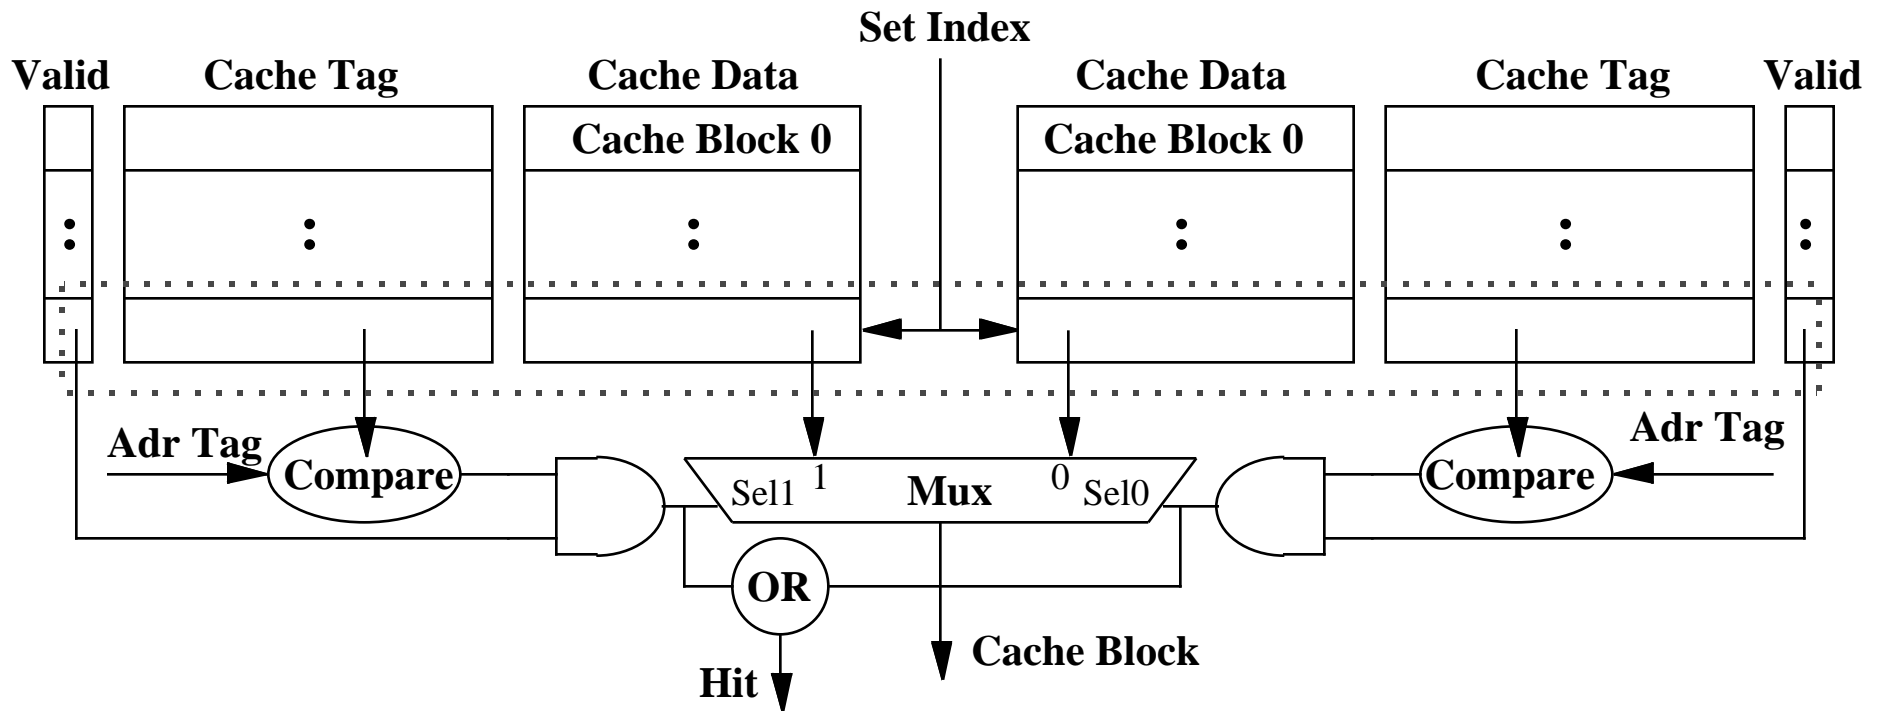 Set Index
Valid
Cache Tag
Cache Data
Cache Data
Cache Tag
Valid
Cache Block 0
Cache Block 0
Adr Tag
Compare
Sel1
1
Mux
0
Sel0
Compare
Adr Tag
OR
Cache Block
Hit